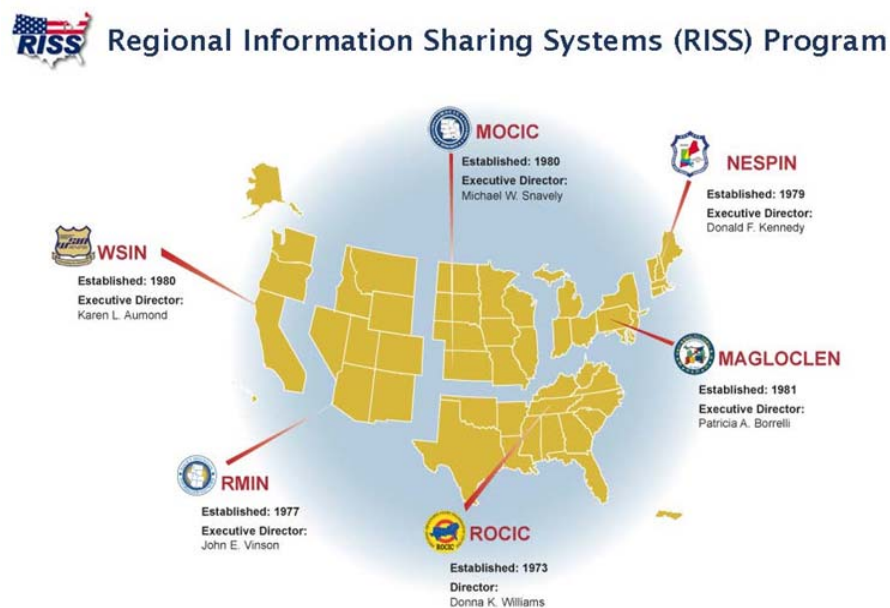 RISS
Regional Information Sharing Systems (RISS) Program
MOCIC
Established: 1980
Executive Director:
Michael W. Snavely
NESPIN
Established: 1979
Executive Director:
Donald F. Kennedy
WSIN
Established: 1980
Executive Director:
Karen L. Aumond
MAGLOCLEN
Established: 1981
Executive Director:
Patricia A. Borrelli
RMIN
Established: 1977
Executive Director:
John E. Vinson
ROCIC
ROCIC
Established: 1973
Director:
Donna K. Williams